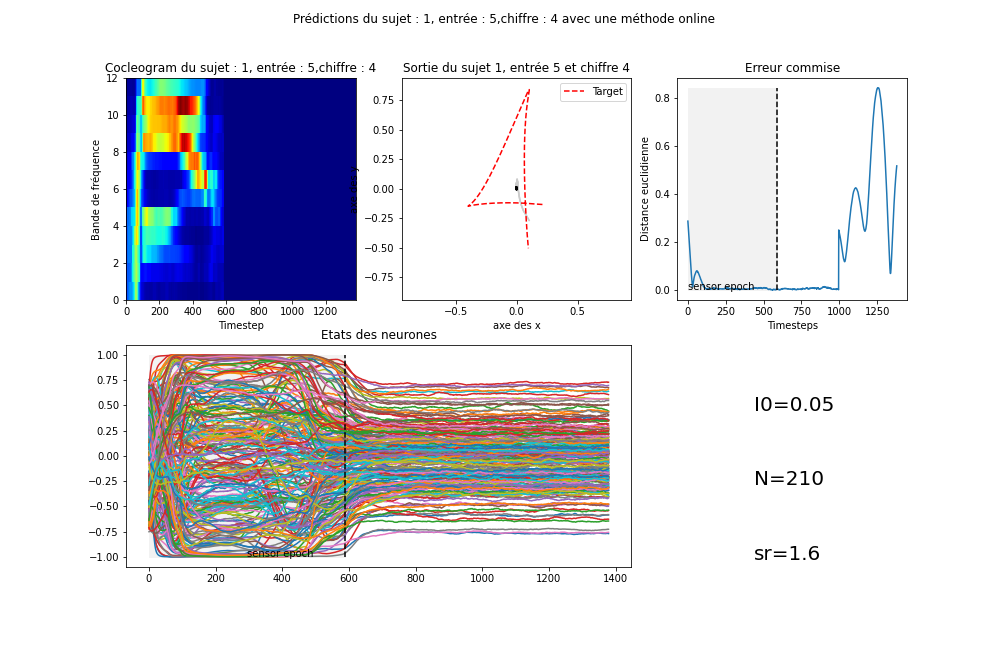 Prédictions du sujet : 1, entrée : 5,chiffre : 4 avec une méthode online
Cocleogram du sujet : 1, entrée : 5,chiffre : 4
Bande de fréquence
12
10
8
6
4
2
0
0 200 400 600 800 1000 1200
Timestep
Sortie du sujet 1, entrée 5 et chiffre 4
Target
0.75
0.50
0.25
0.00
−0.25
−0.50
−0.75
−0.5 0.0 0.5
axe des x
Erreur commise
Distance euclidienne
0.8
0.6
0.4
0.2
0.0
sensor epoch
0 250 500 750 1000 1250
Timesteps
Etats des neurones
1.00
0.75
0.50
0.25
0.00
−0.25
−0.50
−0.75
−1.00
sensor epoch
0 200 400 600 800 1000 1200 1400
I0=0.05
N=210
sr=1.6